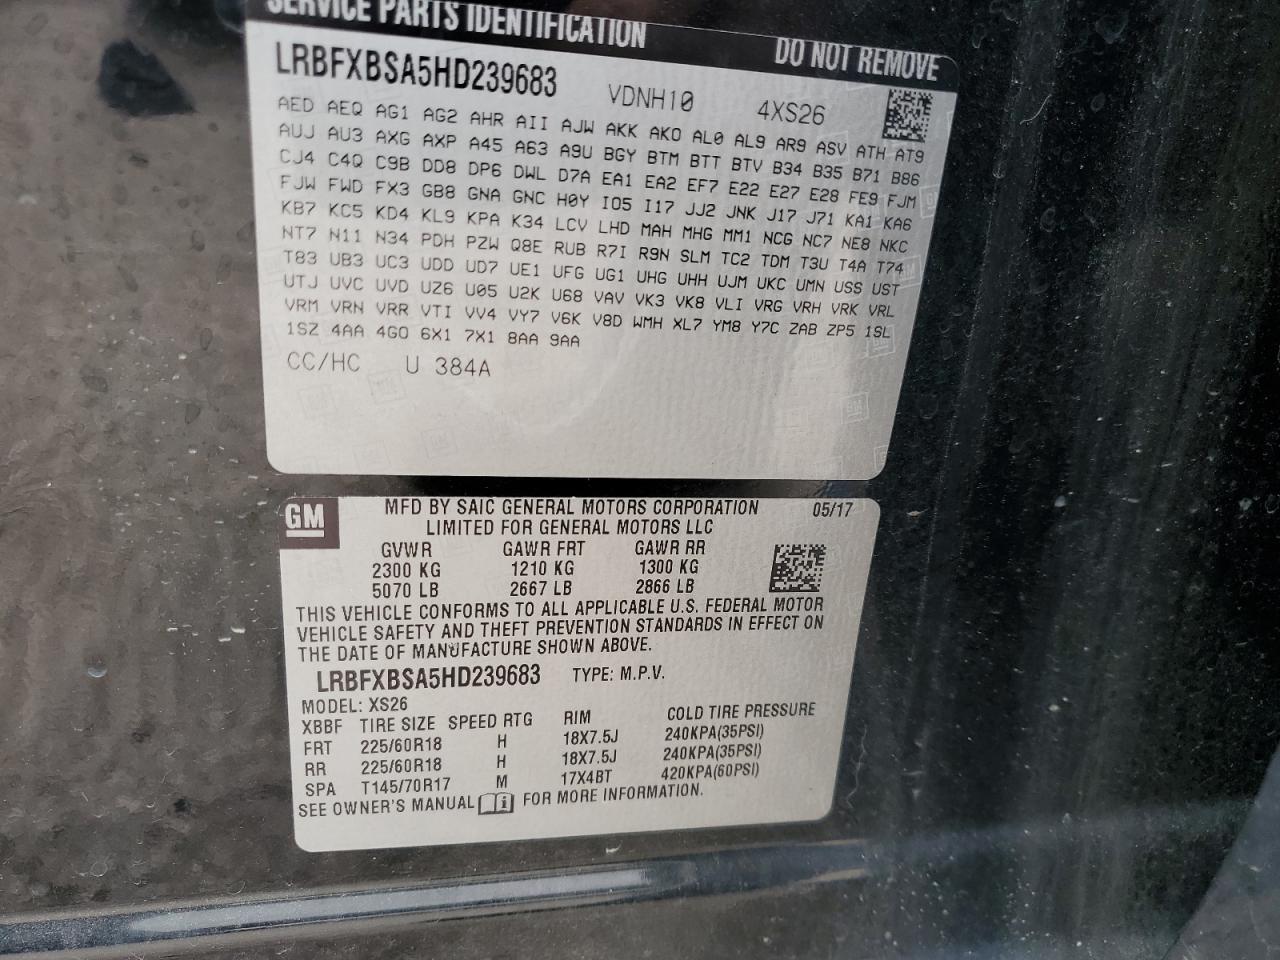 SERVICE PARTS IDENTIFICATION DO NOT REMOVE
LRBFXBSA5HD239683 VDNH10 4XS26
AED AEQ AG1 AG2 AHR AII AJW AKK AKO AL0 AL9 AR9 ASV ATH AT9
AUJ AU3 AXG AXP A45 A63 A9U BGY BTM BTT BTV B34 B35 B71 B86
CJ4 C4Q C9B DD8 DP6 DWL D7A EA1 EA2 EF7 E22 E27 E28 FE9 FJM
FJW FWD FX3 GB8 GNA GNC H0Y IO5 I17 JJ2 JNK J17 J71 KA1 KA6
KB7 KC5 KD4 KL9 KPA K34 LCV LHD MAH MHG MM1 NCG NC7 NE8 NKC
NT7 N11 N34 PDH PZW Q8E RUB R7I R9N SLM TC2 TDM T3U T4A T74
T83 UB3 UC3 UDD UD7 UE1 UFG UG1 UHG UHH UJM UKC UMN USS UST
UTJ UVC UVD UZ6 U05 U2K U68 VAV VK3 VK8 VLI VRG VRH VRK VRL
VRM VRN VRR VTI VV4 VY7 V6K V8D WMH XL7 YM8 Y7C ZAB ZP5 1SL
1SZ 4AA 4GO 6X1 7X1 8AA 9AA
CC/HC U 384A
GM
MFD BY SAIC GENERAL MOTORS CORPORATION 05/17
LIMITED FOR GENERAL MOTORS LLC
GVWR GAWR FRT GAWR RR
2300 KG 1210 KG 1300 KG
5070 LB 2667 LB 2866 LB
THIS VEHICLE CONFORMS TO ALL APPLICABLE U.S. FEDERAL MOTOR
VEHICLE SAFETY AND THEFT PREVENTION STANDARDS IN EFFECT ON
THE DATE OF MANUFACTURE SHOWN ABOVE.
LRBFXBSA5HD239683 TYPE: M.P.V.
MODEL: XS26
XBBF TIRE SIZE SPEED RTG RIM COLD TIRE PRESSURE
FRT 225/60R18 H 18X7.5J 240KPA(35PSI)
RR 225/60R18 H 18X7.5J 240KPA(35PSI)
SPA T145/70R17 M 17X4BT 420KPA(60PSI)
SEE OWNER'S MANUAL FOR MORE INFORMATION.